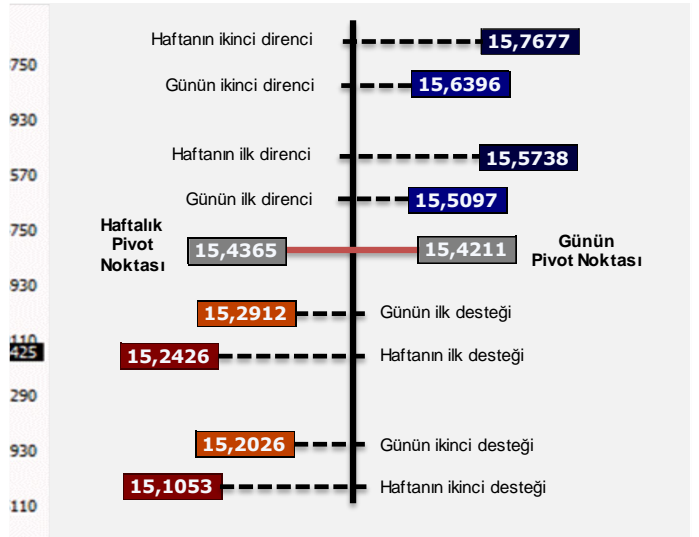 Haftanın ikinci direnci
15,7677
750
Günün ikinci direnci
15,6396
930
Haftanın ilk direnci
15,5738
570
Günün ilk direnci
15,5097
750
Haftalık
Pivot
Noktası
15,4365
15,4211
Günün
Pivot Noktası
930
15,2912
Günün ilk desteği
110
425
15,2426
Haftanın ilk desteği
290
930
15,2026
Günün ikinci desteği
15,1053
Haftanın ikinci desteği
110